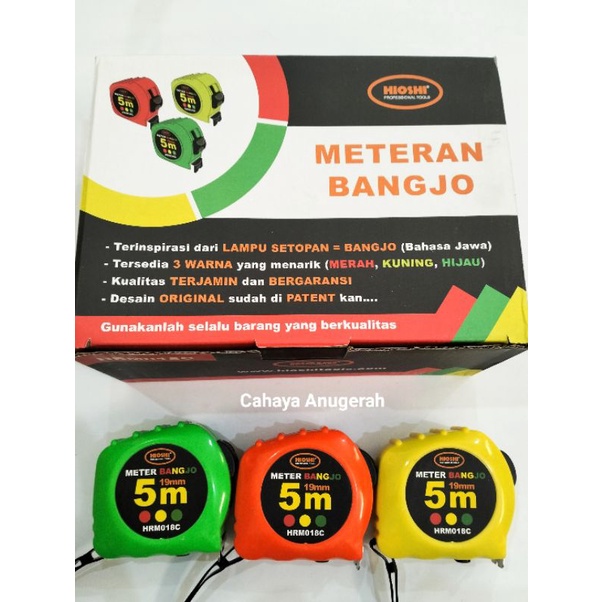 5m
5m
5m
HIOSHI
PROFESSIONAL TOOLS
METERAN
BANGJO
- Terinspirasi dari LAMPU SETOPAN = BANGJO (Bahasa Jawa)
- Tersedia 3 WARNA yang menarik (MERAH, KUNING, HIJAU)
- Kualitas TERJAMIN dan BERGARANSI
- Desain ORIGINAL sudah di PATENT kan....
Gunakanlah selalu barang yang berkualitas
Cahaya Anugerah
METER BANGJO
19mm
5m
HRM018C
HIOSHI
METER BANGJO
19mm
5m
HRM018C
HIOSHI
METER BANGJO
19mm
5m
HRM018C